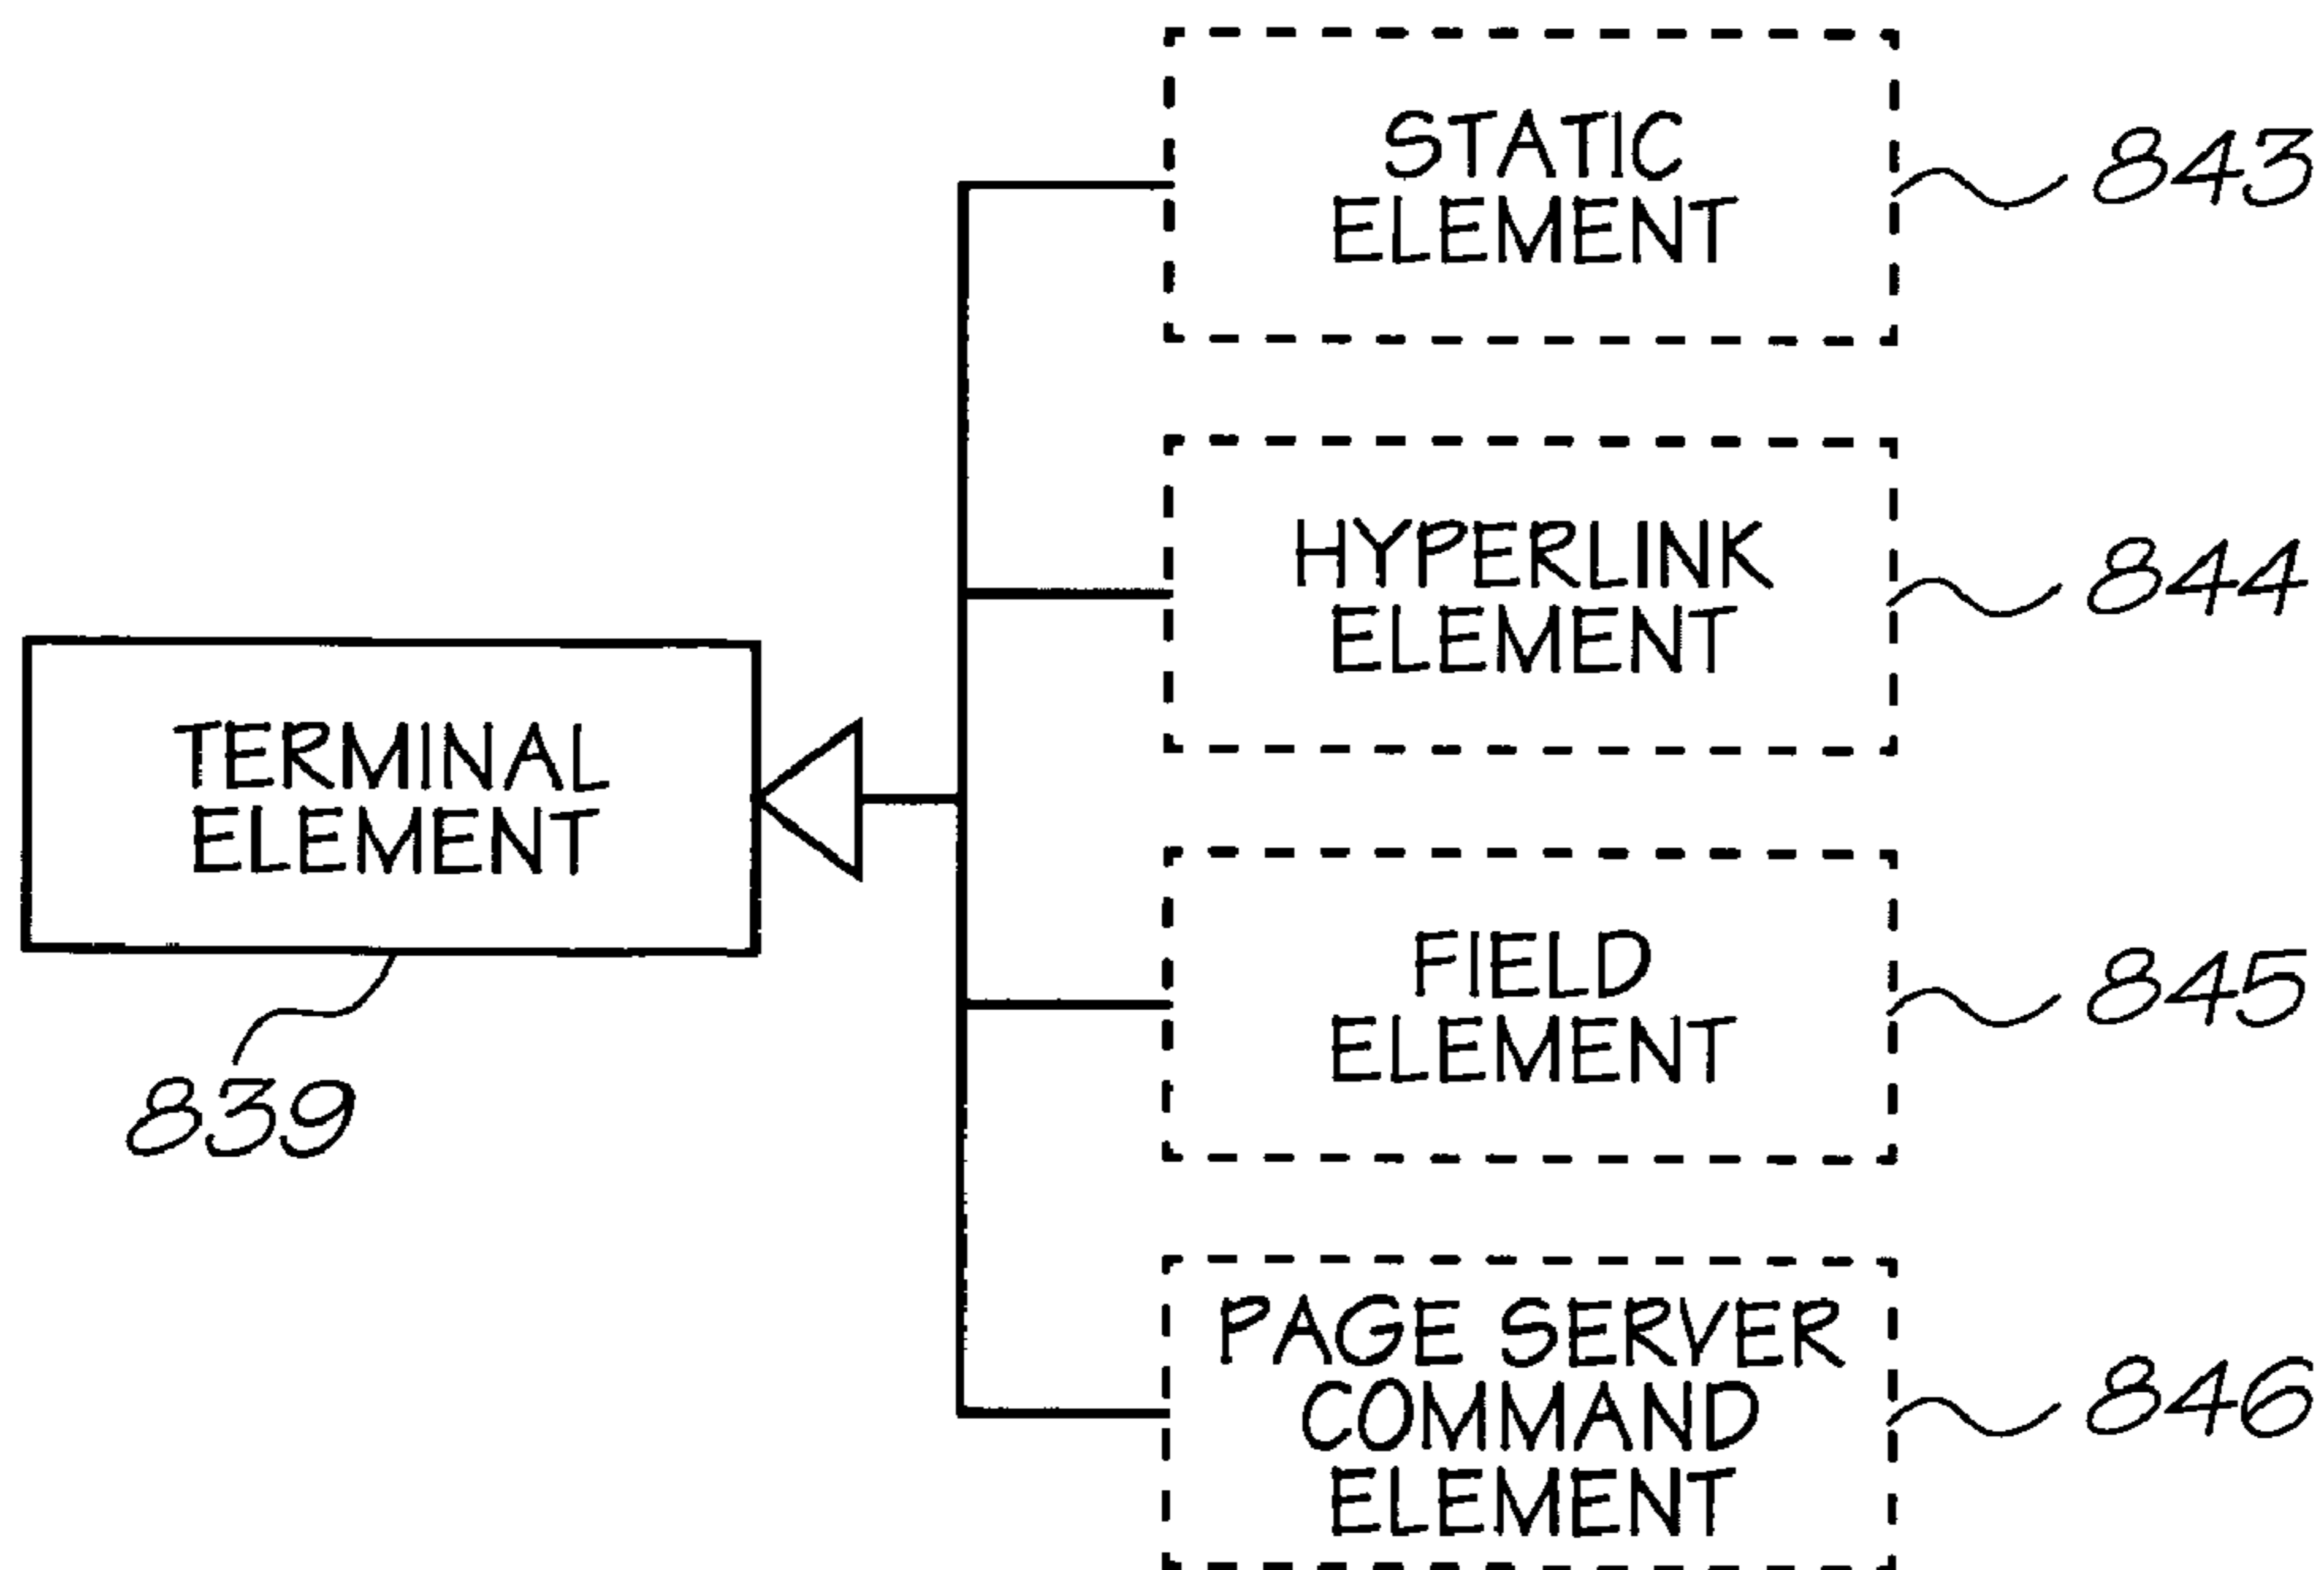 STATIC
ELEMENT
843
HYPERLINK
ELEMENT
844
TERMINAL
ELEMENT
839
FIELD
ELEMENT
845
PAGE SERVER
COMMAND
ELEMENT
846